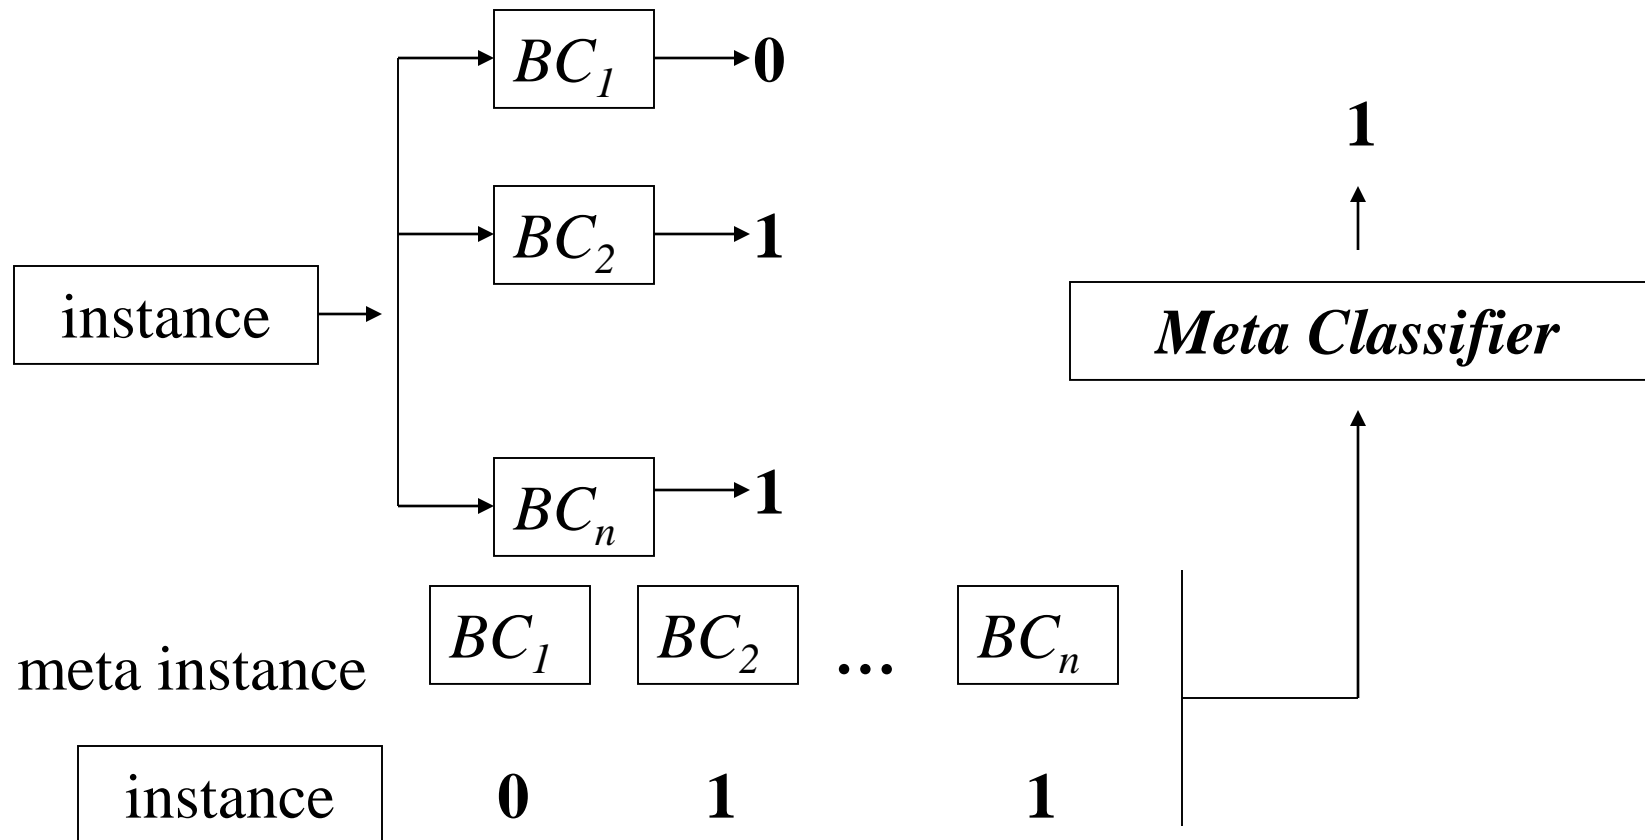 BC1 0
1
BC2 1
instance
Meta Classifier
BCn 1
BC1 BC2 ... BCn
meta instance
instance 0 1 1